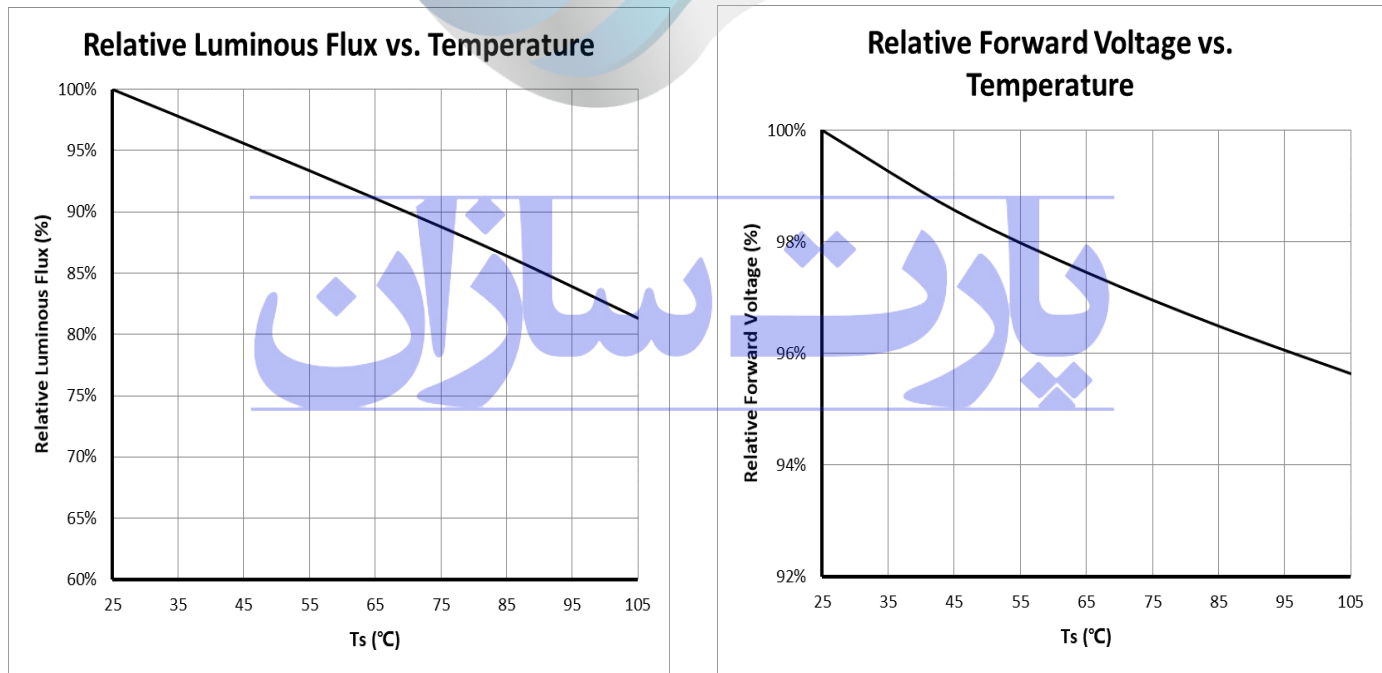 Relative Luminous Flux vs. Temperature
100%
95%
90%
85%
80%
75%
70%
65%
60%
Relative Luminous Flux (%)
25 35 45 55 65 75 85 95 105
Ts (℃)
Relative Forward Voltage vs.
Temperature
100%
98%
96%
94%
92%
Relative Forward Voltage (%)
25 35 45 55 65 75 85 95 105
Ts (℃)
پارت سازان